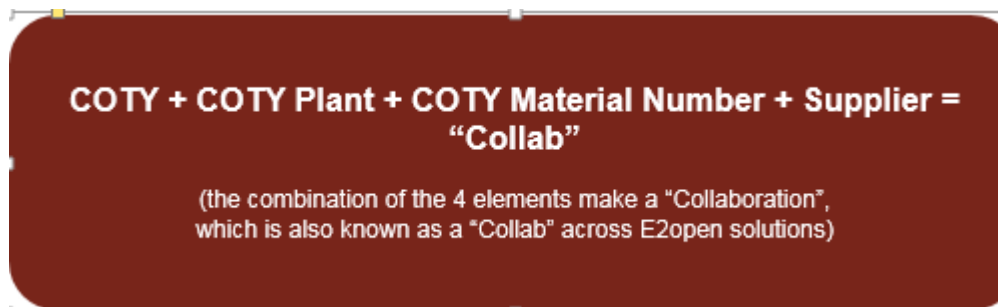 COTY + COTY Plant + COTY Material Number + Supplier =
“Collab”
(the combination of the 4 elements make a “Collaboration”,
which is also known as a “Collab” across E2open solutions)